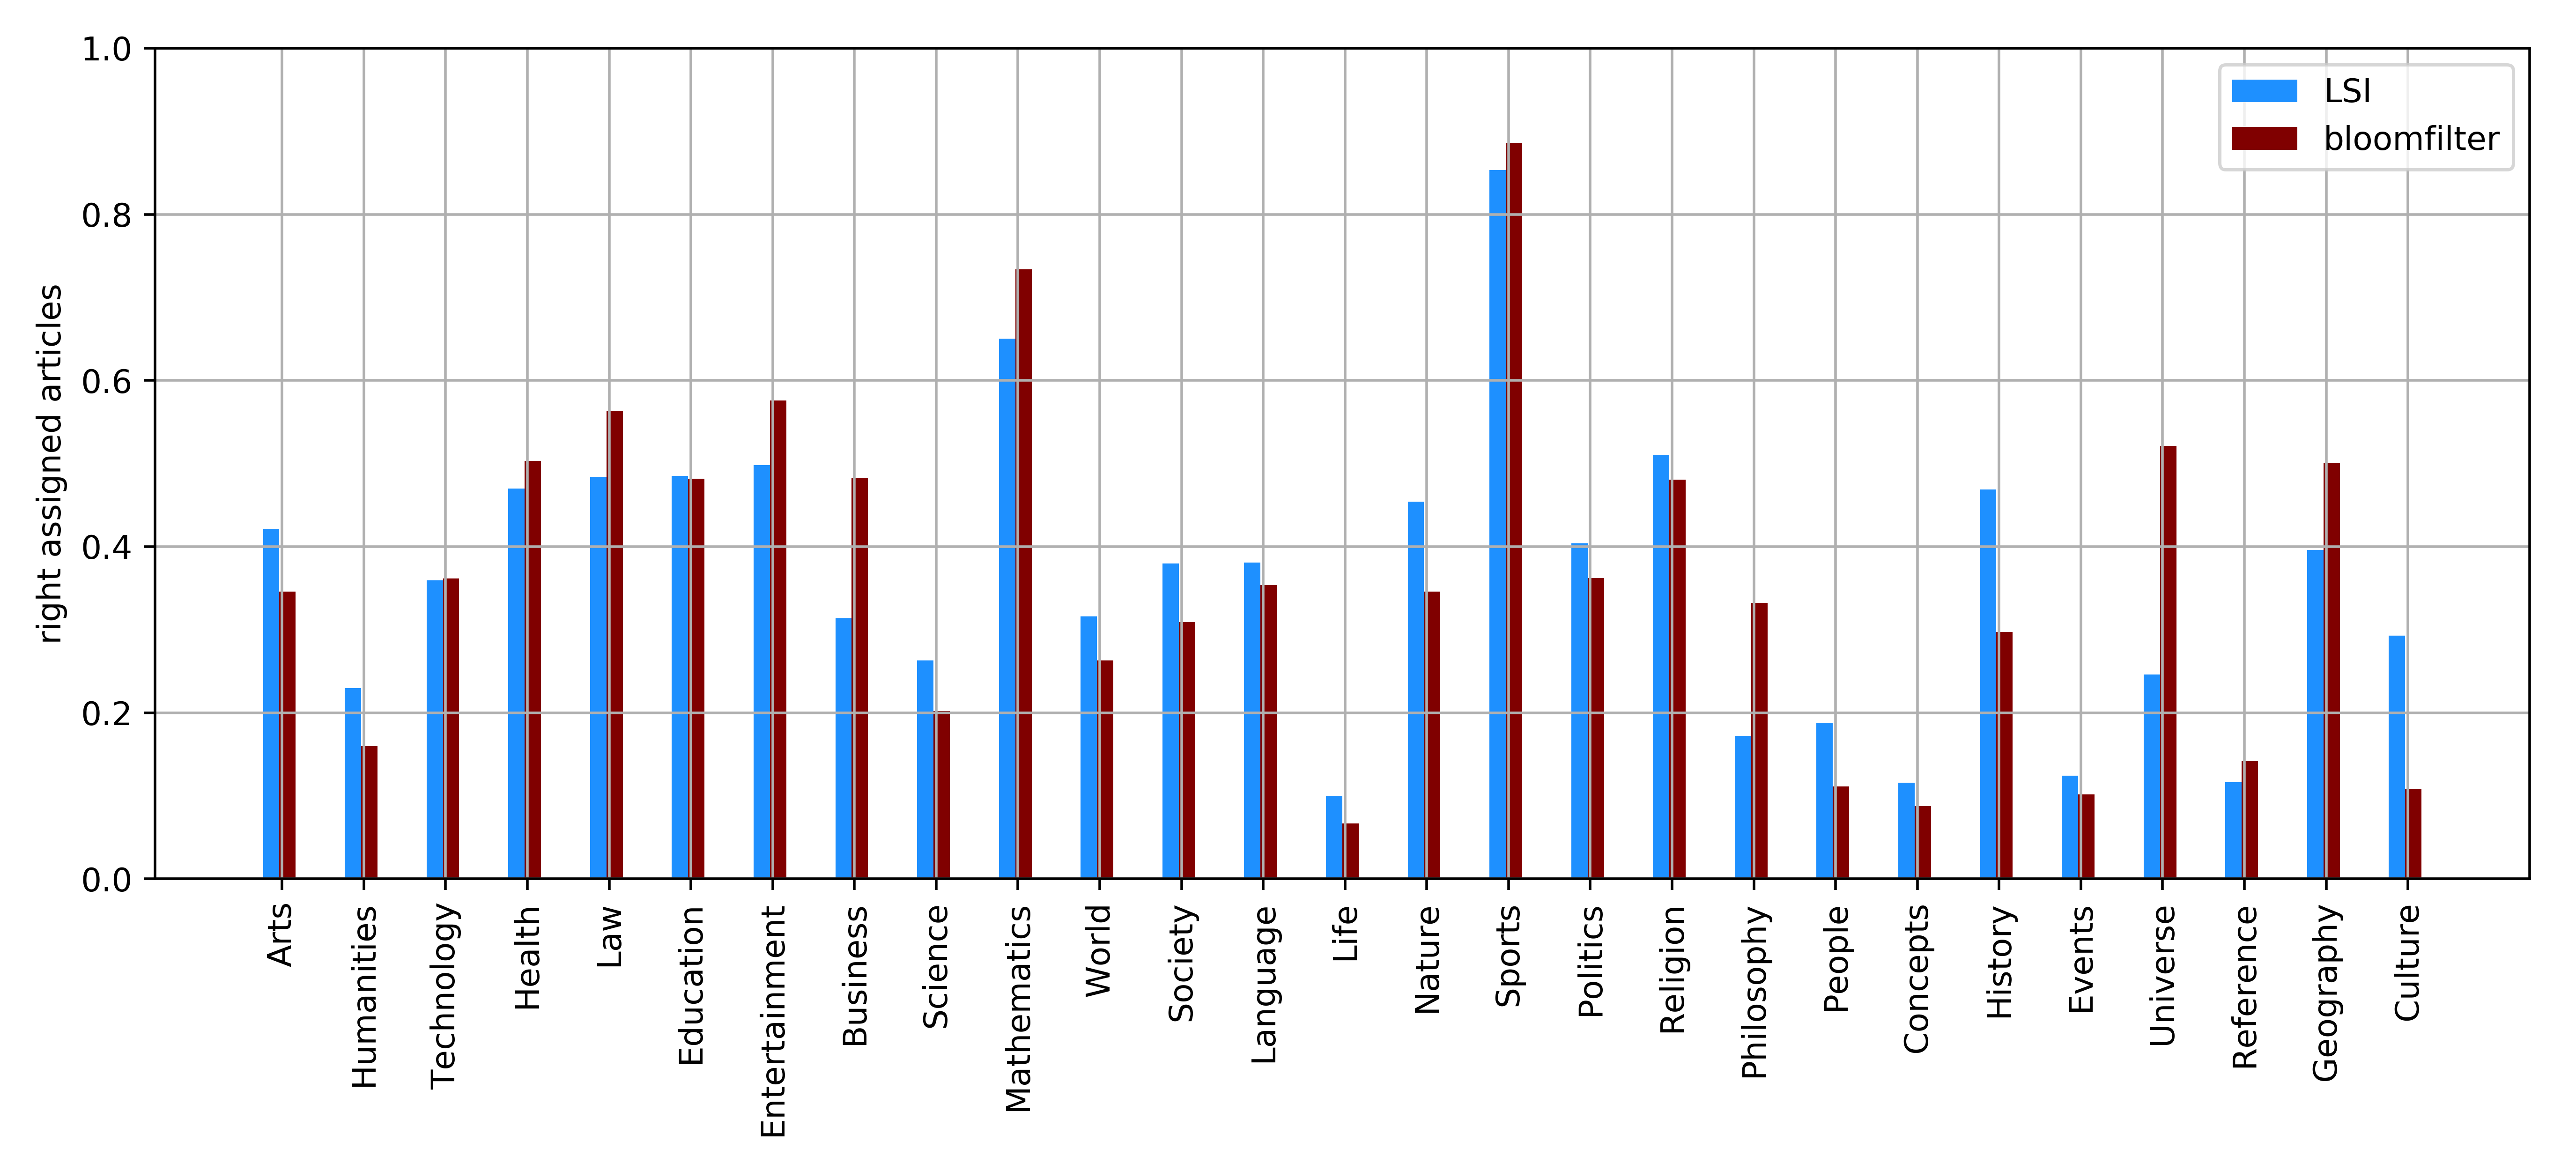 1.0
0.8
0.6
0.4
0.2
0.0
right assigned articles
LSI
bloomfilter
Arts
Humanities
Technology
Health
Law
Education
Entertainment
Business
Science
Mathematics
World
Society
Language
Life
Nature
Sports
Politics
Religion
Philosophy
People
Concepts
History
Events
Universe
Reference
Geography
Culture